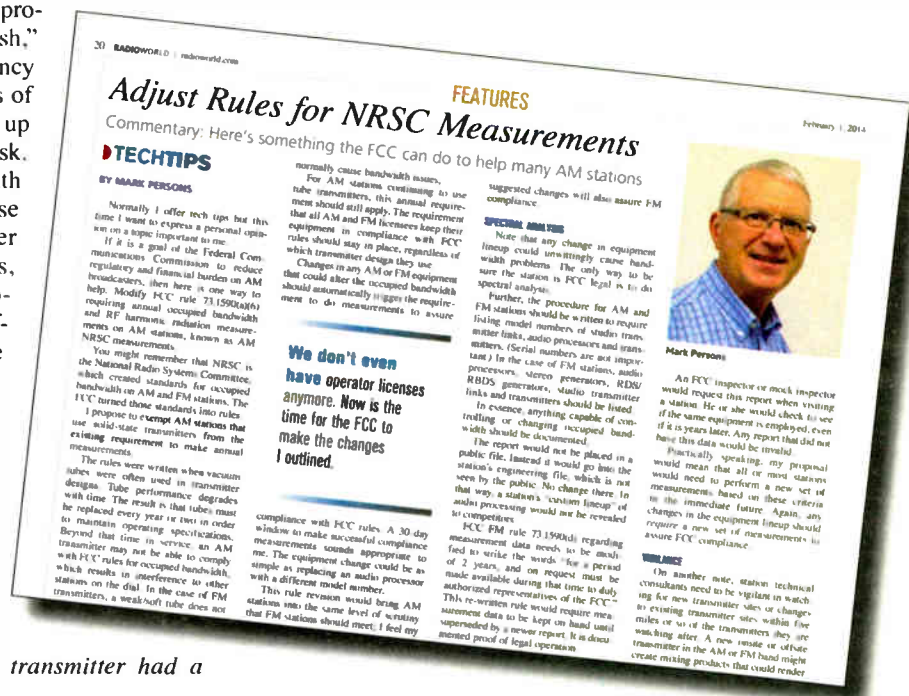 pro-
sh,"
ncy
s of
up
sk.
th
se
er
s,
e
transmitter had a
20 RADIOWORLD | radioworld.com
FEATURES
February 1, 2014
Adjust Rules for NRSC Measurements
Commentary: Here's something the FCC can do to help many AM stations
TECHTIPS
BY MARK PERSONS
Normally I offer tech tips but this
time I want to express a personal opin-
ion on a topic important to me.
If it is a goal of the Federal Com-
munications Commission to reduce
regulatory and financial burden on AM
broadcasters, then here is one way to
help. Modify FCC rule 73.1590(a)(6)
requiring annual occupied bandwidth
and RF harmonic radiation measure-
ments on AM stations, known as AM
NRSC measurements.
You might remember that NRSC is
the National Radio Systems Committee,
which created standards for occupied
bandwidth on AM and FM stations. The
FCC turned those standards into rules.
I propose to exempt AM stations that
use solid-state transmitters from the
existing requirement to make annual
measurements.
The rules were written when vacuum
tubes were often used in transmitter
designs. Tube performance degrades
with time. The result is that tubes must
be replaced every year or two in order
to maintain operating specifications.
Beyond that time in service, an AM
transmitter may not be able to comply
with FCC rules for occupied bandwidth,
which results in interference to other
stations on the dial. In the case of FM
transmitters, a weak/soft tube does not
normally cause bandwidth issues.
For AM stations continuing to use
tube transmitters, this annual require-
ment should still apply. The requirement
that all AM and FM licensees keep their
equipment in compliance with FCC
rules should stay in place, regardless of
which transmitter design they use.
Changes in any AM or FM equipment
that could alter the occupied bandwidth
should automatically trigger the require-
ment to do measurements to assure
We don't even
have operator licenses
anymore. Now is the
time for the FCC to
make the changes
I outlined.
compliance with FCC rules. A 30-day
window to make successful compliance
measurements sounds appropriate to
me. The equipment change could be as
simple as replacing an audio processor
with a different model number.
This rule revision would bring AM
stations into the same level of scrutiny
that FM stations should meet. I feel my
suggested changes will also assure FM
compliance.
SPECTRAL ANALYSIS
Note that any change in equipment
lineup could unwittingly cause band-
width problems. The only way to be
sure the station is FCC legal is to do
spectral analysis.
Further, the procedure for AM and
FM stations should be written to require
listing model numbers of studio trans-
mitter links, audio processors and trans-
mitters. (Serial numbers are not impor-
tant.) In the case of FM stations, audio
processors, stereo generators, RDS/
RBDS generators, studio transmitter
links and transmitters should be listed.
In essence, anything capable of con-
trolling or changing occupied band-
width should be documented.
The report would not be placed in a
public file. Instead it would go into the
station's engineering file, which is not
seen by the public. No change there. In
that way, a station's "custom lineup" of
audio processing would not be revealed
to competitors.
FCC FM rule 73.1590(d) regarding
measurement data needs to be modi-
fied to strike the words "for a period
of 2 years, and on request must be
made available during that time to duly
authorized representatives of the FCC."
This re-written rule would require mea-
surement data to be kept on hand until
superseded by a newer report. It is docu-
mented proof of legal operation.
Mark Persons
An FCC inspector or mock inspector
would request this report when visiting
a station. He or she would check to see
if the same equipment is employed, even
if it is years later. Any report that did not
have this data would be invalid.
Practically speaking, my proposal
would mean that all or most stations
would need to perform a new set of
measurements based on these criteria
in the immediate future. Again, any
changes in the equipment lineup should
require a new set of measurements to
assure FCC compliance.
VIGILANCE
On another note, station technical
consultants need to be vigilant in watch-
ing for new transmitter sites or changes
to existing transmitter sites within five
miles or so of the transmitters they are
watching after. A new onsite or offsite
transmitter in the AM or FM band might
create mixing products that could render